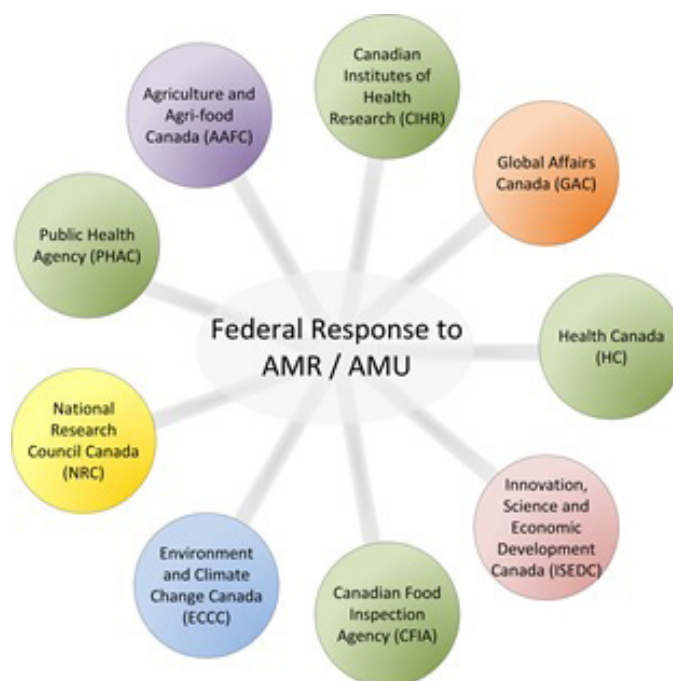 Canadian
Institutes of
Health
Research (CIHR)
Agriculture and
Agri-food
Canada (AAFC)
Global Affairs
Canada (GAC)
Public Health
Agency (PHAC)
Federal Response to
AMR / AMU
Health Canada
(HC)
National
Research
Council Canada
(NRC)
Innovation,
Science and
Economic
Development
Canada (ISEDC)
Environment
and Climate
Change Canada
(ECCC)
Canadian Food
Inspection
Agency (CFIA)